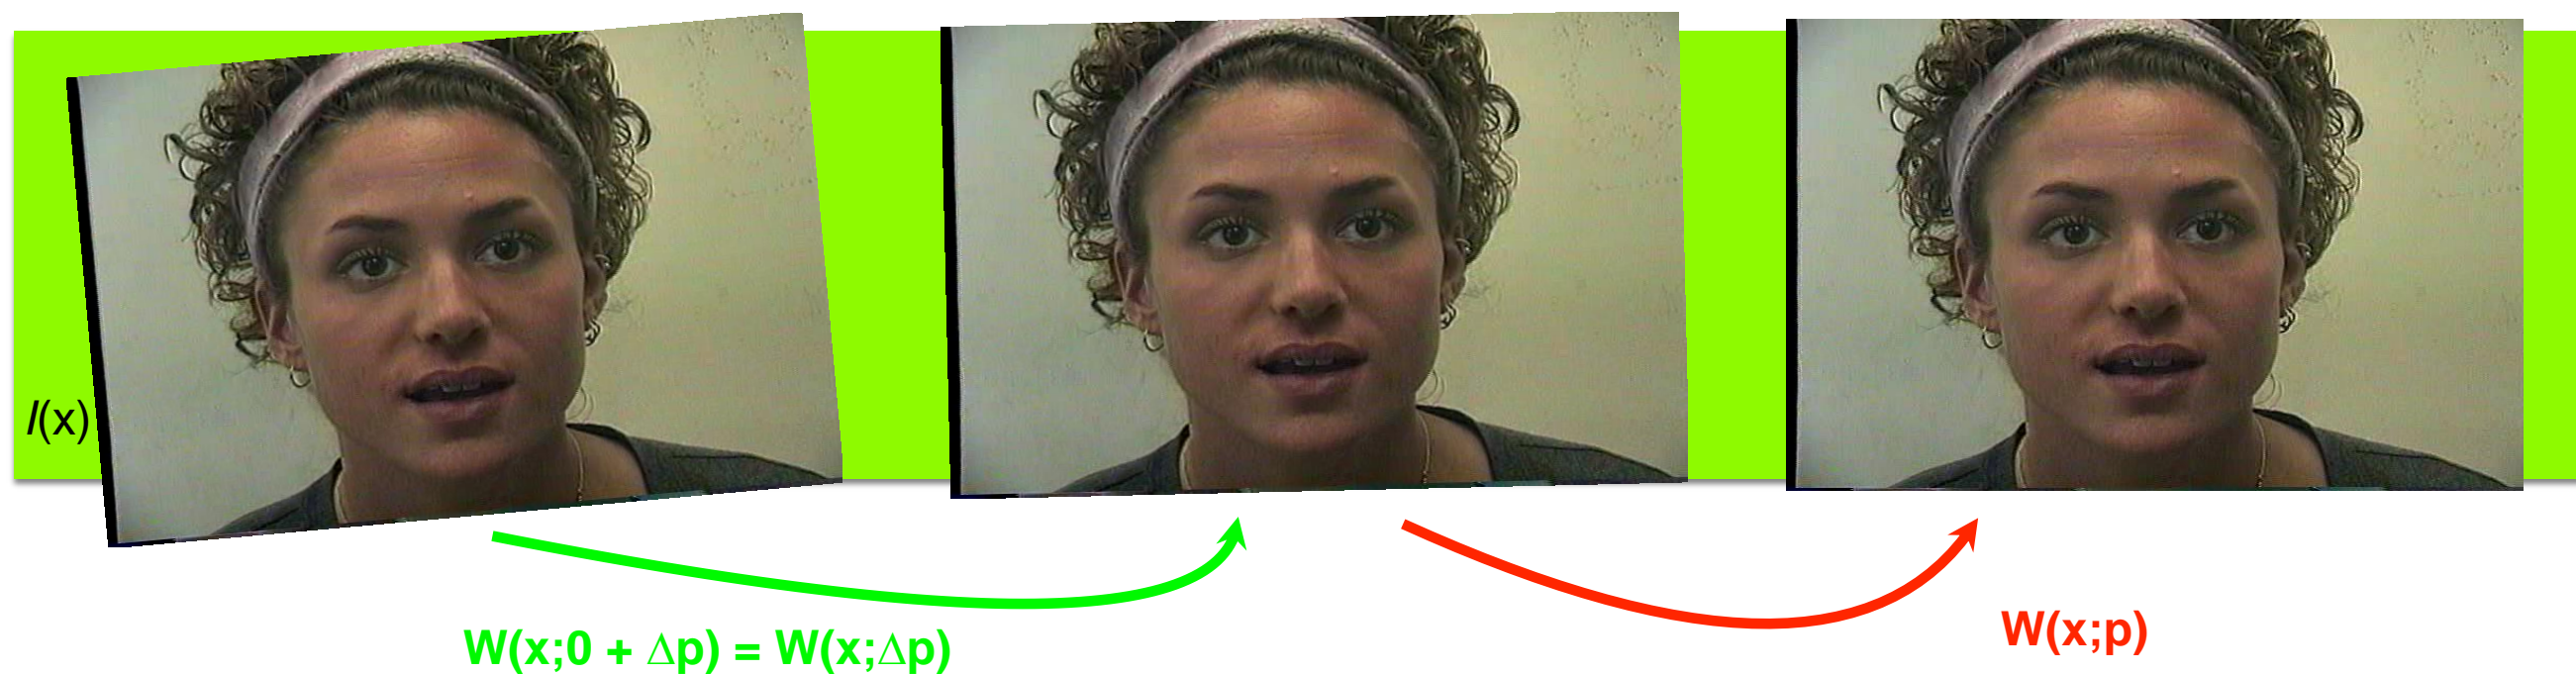 I(x)
W(x;0 + Δp) = W(x;Δp)
W(x;p)